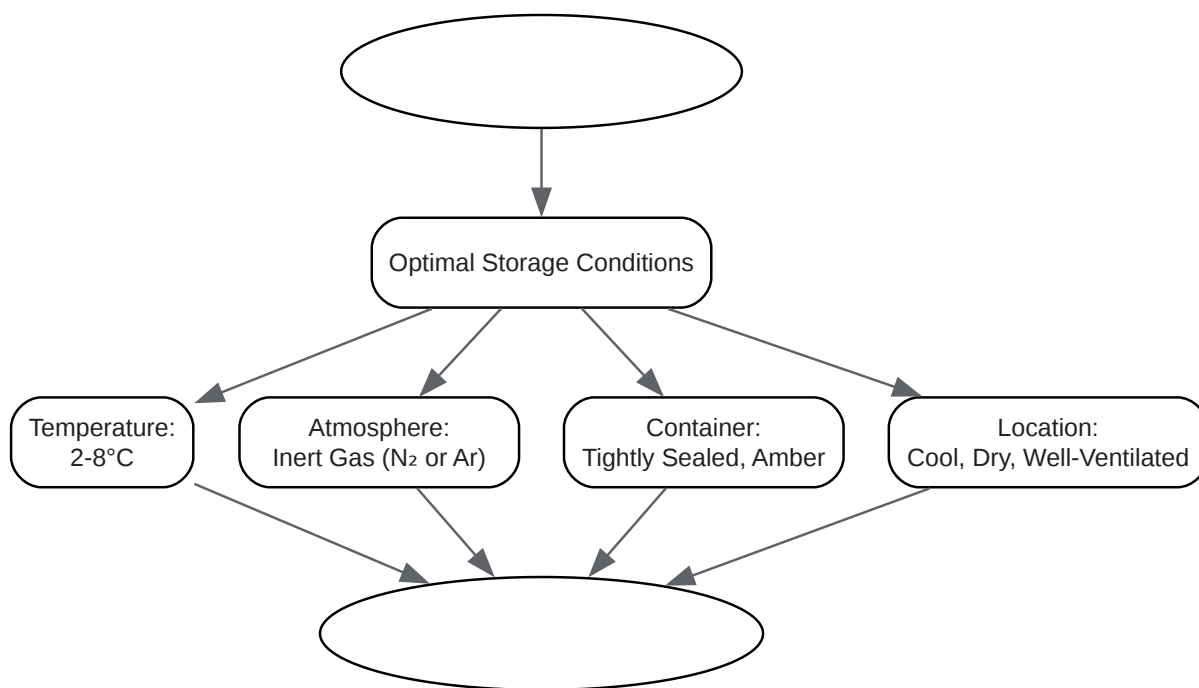 Optimal Storage Conditions
Temperature:
2-8°C
Atmosphere:
Inert Gas (N₂ or Ar)
Container:
Tightly Sealed, Amber
Location:
Cool, Dry, Well-Ventilated